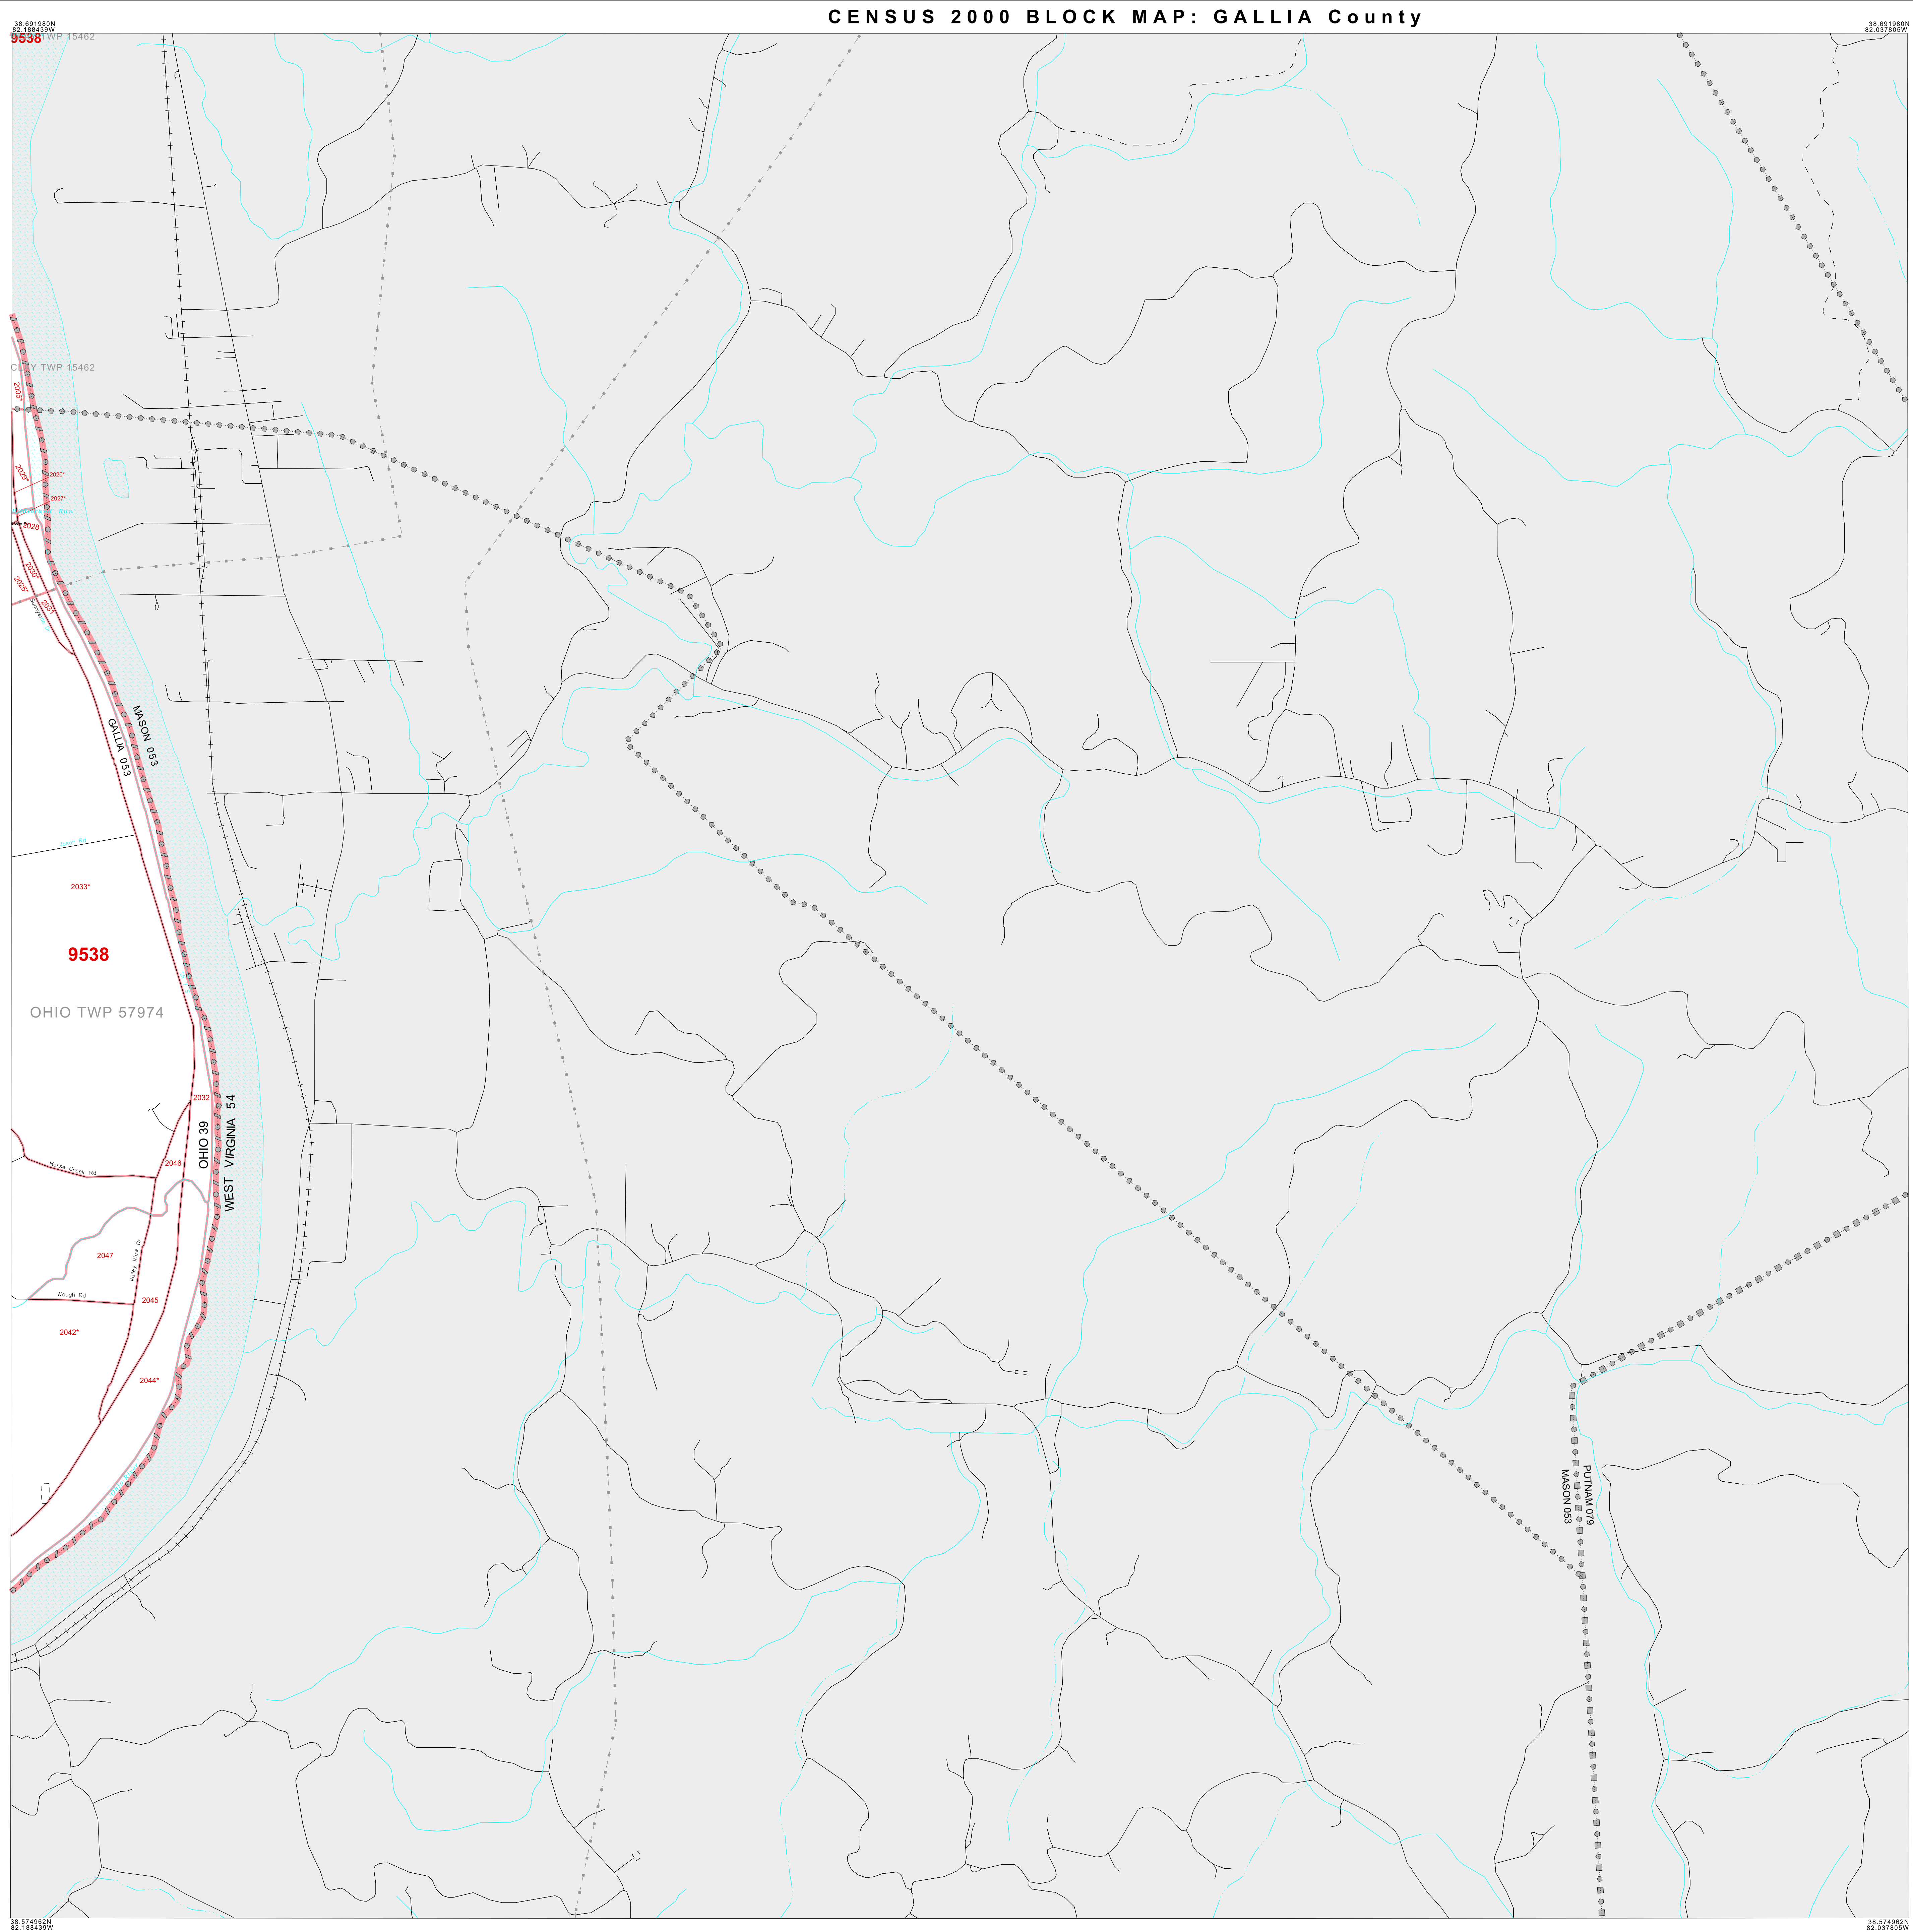 CENSUS 2000 BLOCK MAP: GALLIA County
38.691980N
82.186439W
38.691980N
82.037805W
9538
TWP 15462
CLAY TWP 15462
2005*
2029*
2020*
2027*
2028
2030*
2025*
2031
MASON 053
GALLIA 053
2033*
9538
OHIO TWP 57974
2032
OHIO 39
WEST VIRGINIA 54
2046
Horse Creek Rd
2047
Valley View Dr
Waugh Rd
2045
2042*
2044*
PUTNAM 079
MASON 053
38.574962N
82.188439W
38.574962N
82.037805W